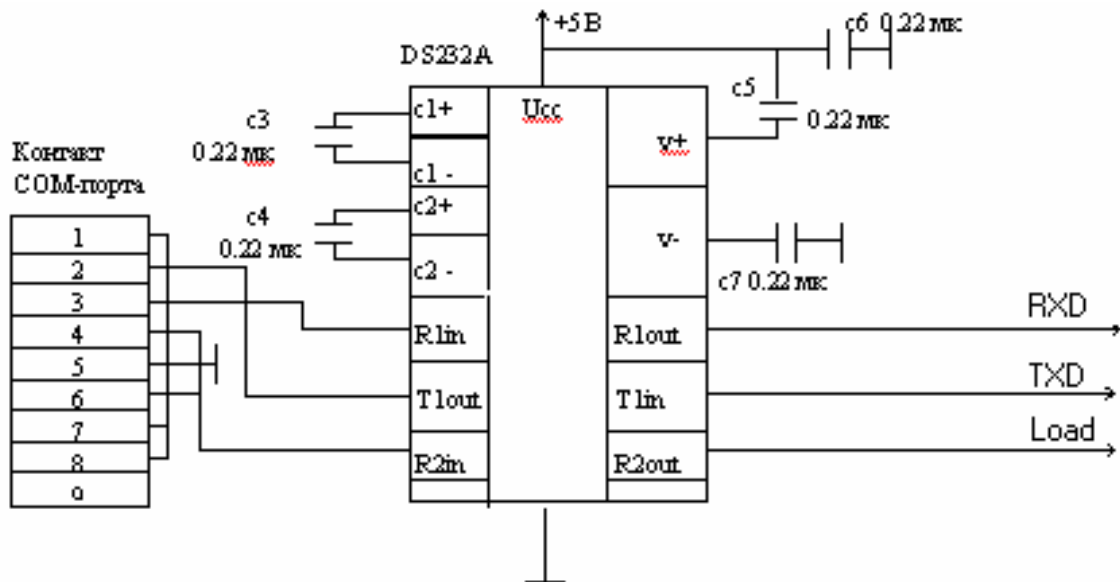 +5 В
c6 0.22 мк
DS232A
c1+
Ucc
c5
0.22 мк
v+
c3
0.22 мк
c1 -
Контакт
COM-порта
c2+
c4
0.22 мк
v-
c2 -
c7 0.22 мк
1
2
3
4
5
6
7
8
9
R1in
R1out
RXD
T1out
T1in
TXD
R2in
R2out
Load